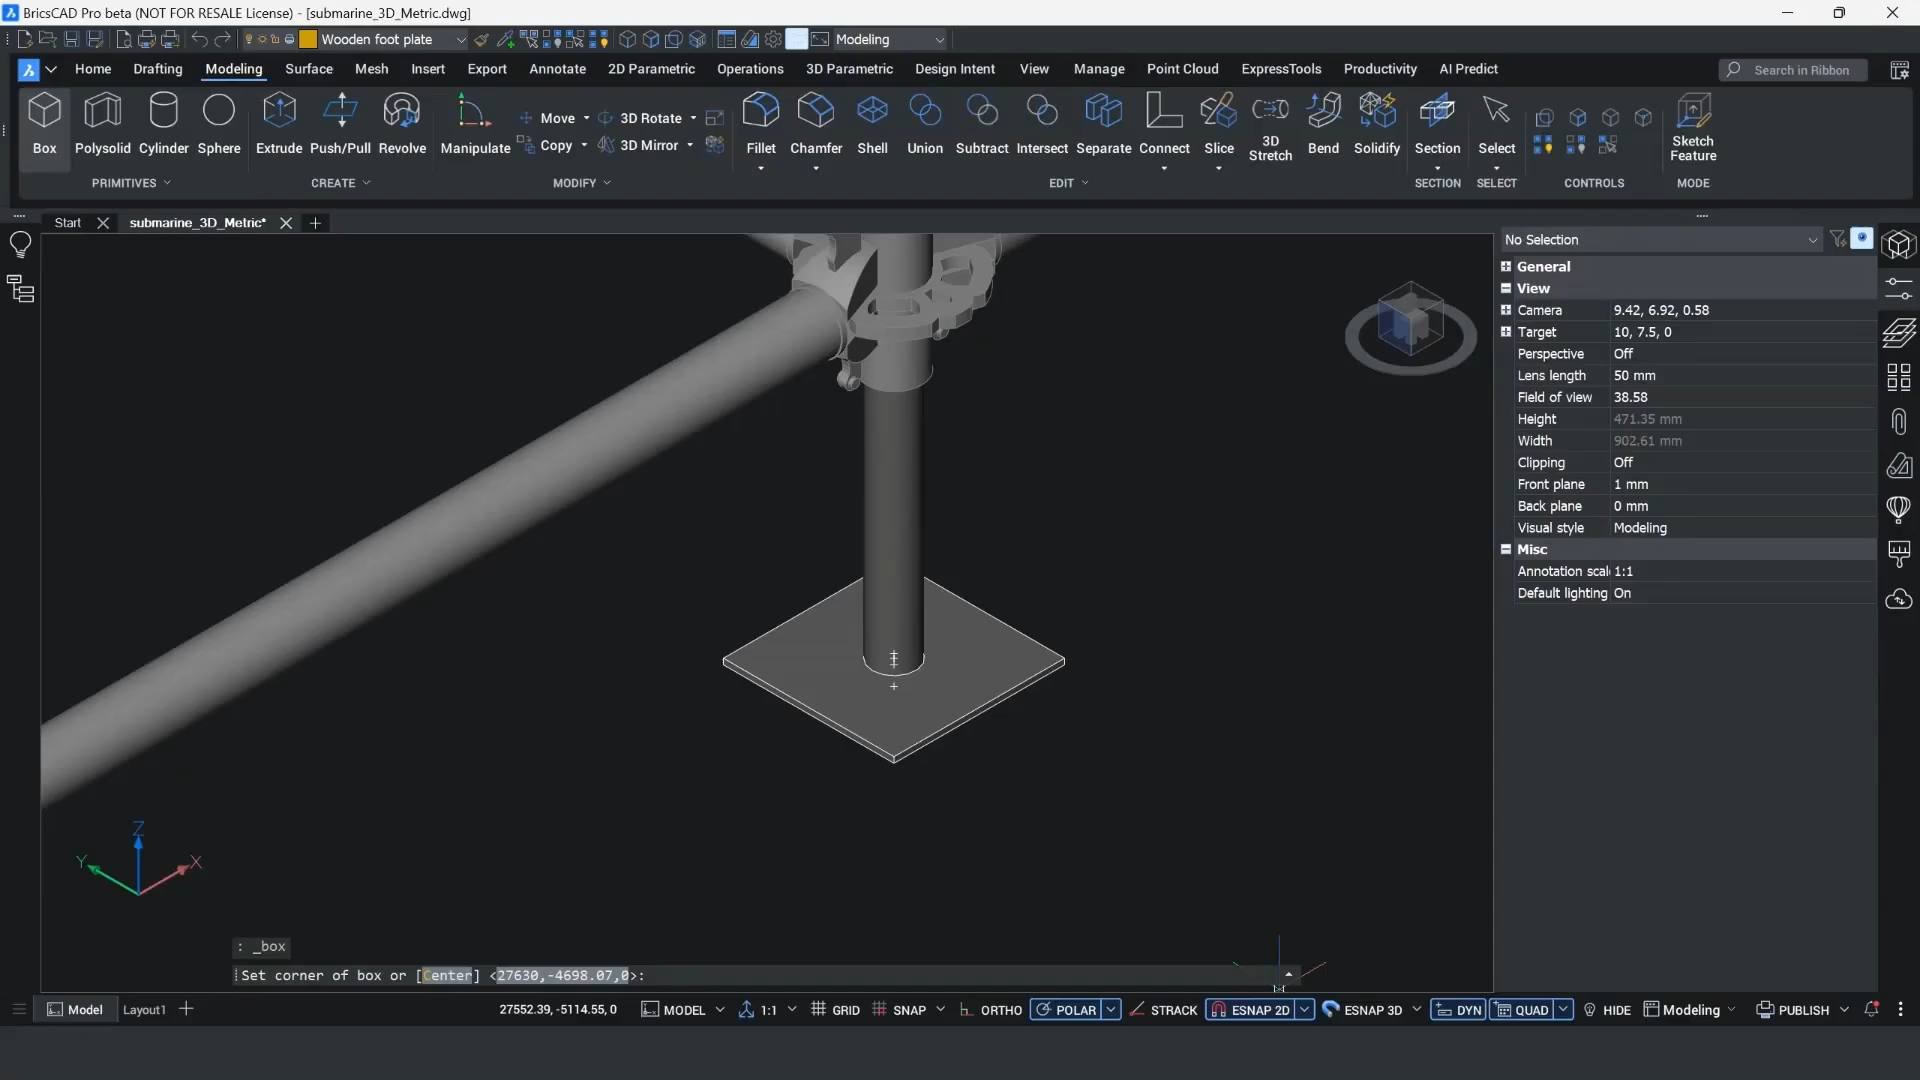 BricsCAD Pro beta (NOT FOR RESALE License) - [submarine_3D_Metric.dwg]
Wooden foot plate
Modeling
Home Drafting Modeling Surface Mesh Insert Export Annotate 2D Parametric Operations 3D Parametric Design Intent View Manage Point Cloud ExpressTools Productivity AI Predict
Search in Ribbon
Box Polysolid Cylinder Sphere Extrude Push/Pull Revolve Manipulate
Move 3D Rotate
Copy 3D Mirror
Fillet Chamfer Shell Union Subtract Intersect Separate Connect Slice 3D Stretch Bend Solidify Section Select Sketch Feature
PRIMITIVES CREATE MODIFY EDIT SECTION SELECT CONTROLS MODE
Start submarine_3D_Metric*
No Selection
General
View
Camera 9.42, 6.92, 0.58
Target 10, 7.5, 0
Perspective Off
Lens length 50 mm
Field of view 38.58
Height 471.35 mm
Width 902.61 mm
Clipping Off
Front plane 1 mm
Back plane 0 mm
Visual style Modeling
Misc
Annotation scal 1:1
Default lighting On
Z
Y X
: _box
Set corner of box or [Center] <27630,-4698.07,0>:
Model Layout1
27552.39, -5114.55, 0 MODEL 1:1 GRID SNAP ORTHO POLAR STRACK ESNAP 2D ESNAP 3D DYN QUAD HIDE Modeling PUBLISH